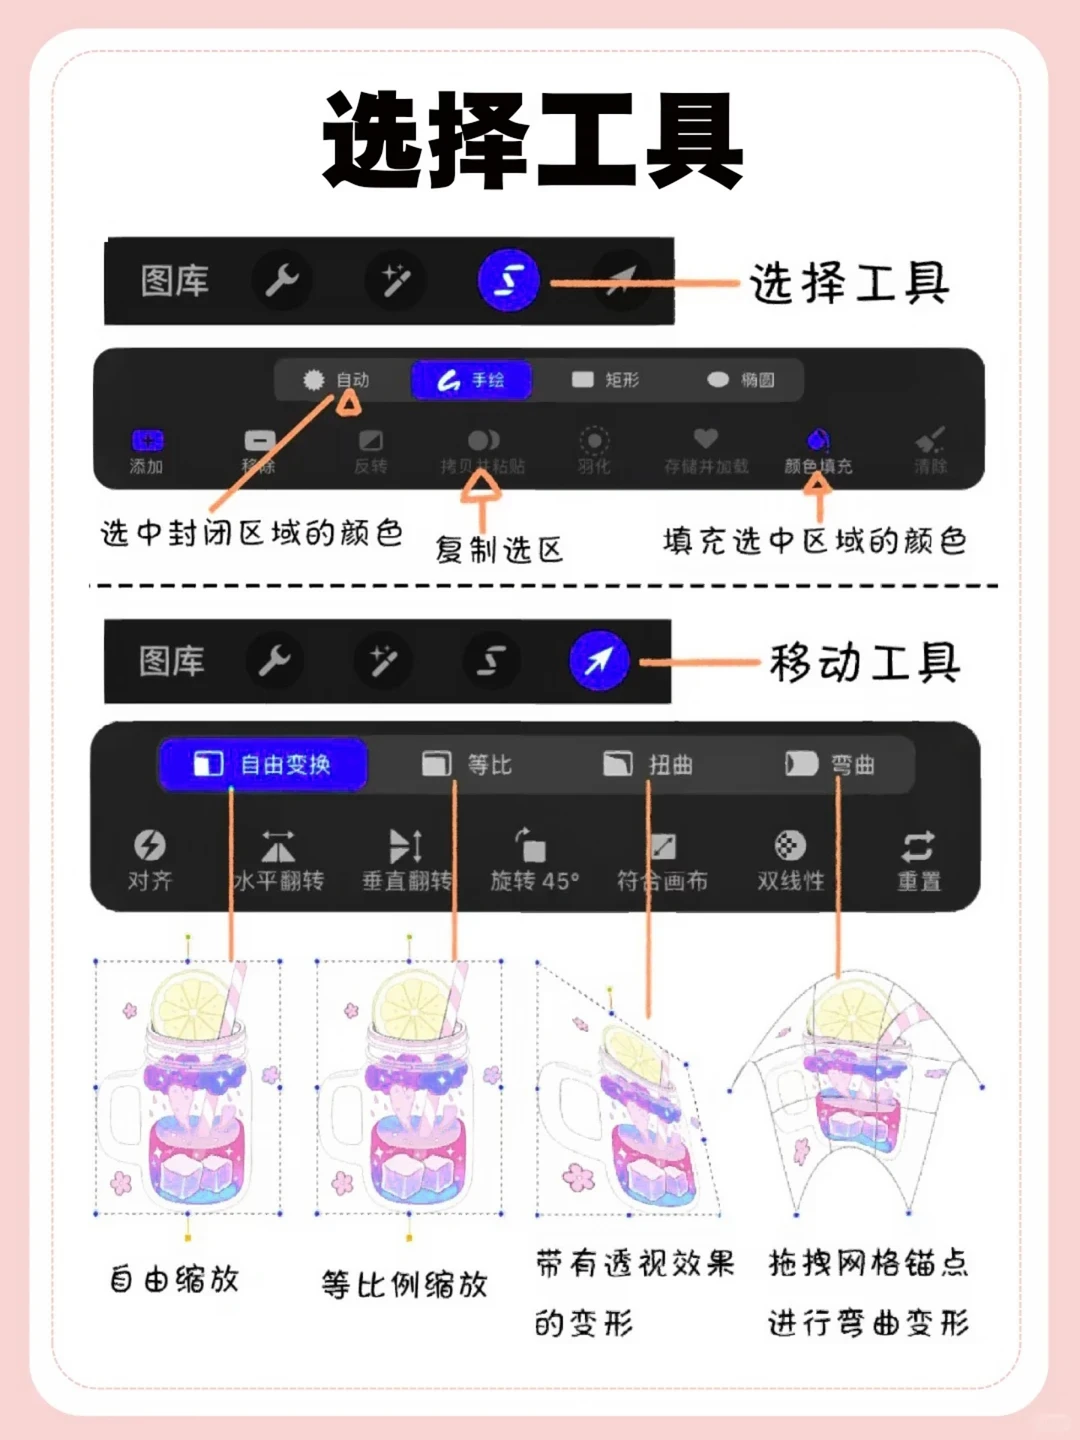 选择工具
图库
选择工具
自动 手绘 矩形 椭圆
添加 移除 反转 拷贝并粘贴 羽化 存储并加载 颜色填充 清除
选中封闭区域的颜色
复制选区
填充选中区域的颜色
图库
移动工具
自由变换 等比 扭曲 弯曲
对齐 水平翻转 垂直翻转 旋转 45° 符合画布 双线性 重置
自由缩放
等比例缩放
带有透视效果
的变形
拖拽网格锚点
进行弯曲变形